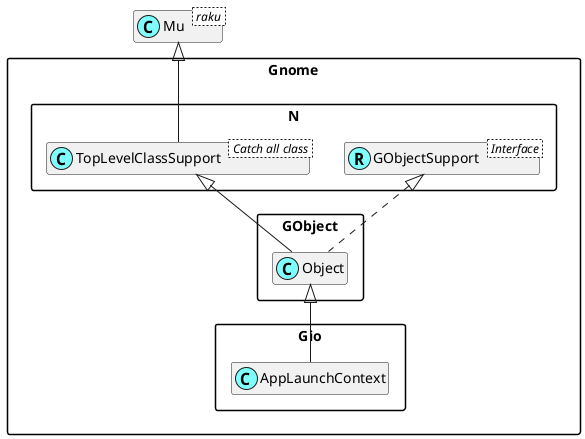 C Mu raku
Gnome
N
C TopLevelClassSupport Catch all class
R GObjectSupport Interface
GObject
C Object
Gio
C AppLaunchContext